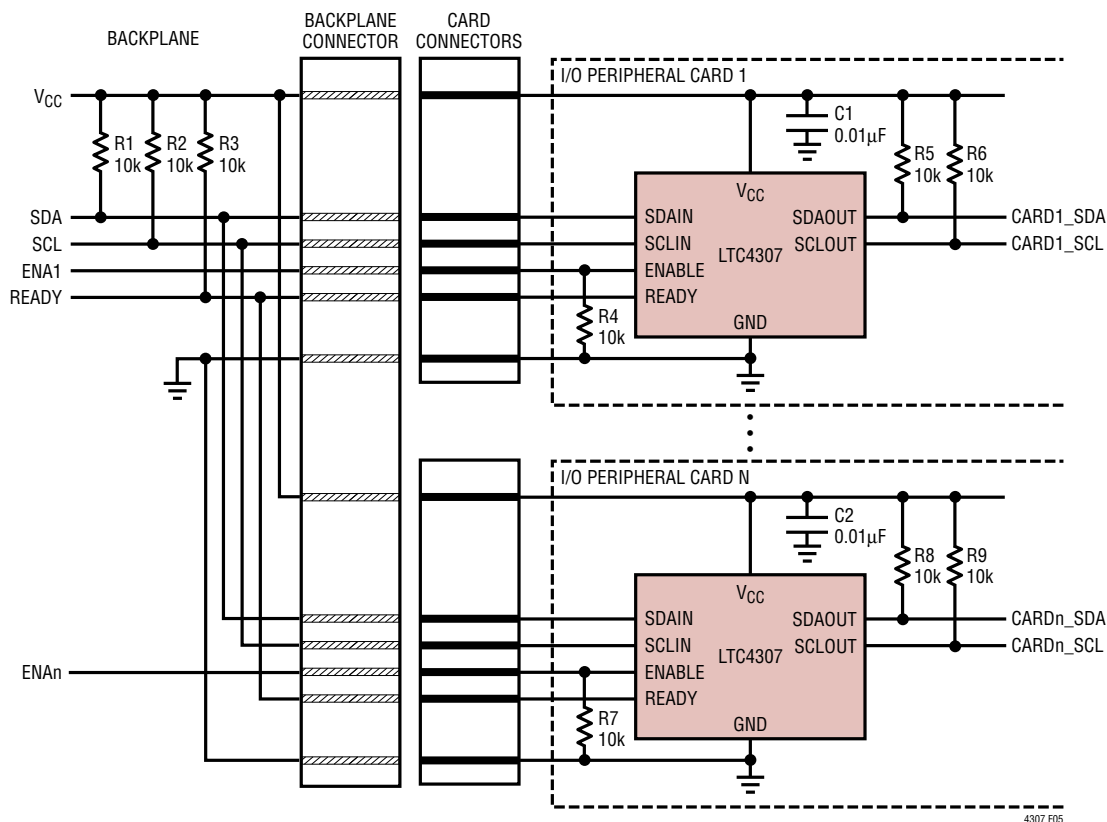 BACKPLANE
BACKPLANE
CONNECTOR
CARD
CONNECTORS
I/O PERIPHERAL CARD 1
VCC
R1
10k
R2
10k
R3
10k
C1
0.01µF
R5
10k
R6
10k
VCC
SDA
SCL
ENA1
READY
SDAIN
SCLIN
ENABLE
READY
LTC4307
SDAOUT
SCLOUT
GND
CARD1_SDA
CARD1_SCL
R4
10k
I/O PERIPHERAL CARD N
C2
0.01µF
R8
10k
R9
10k
VCC
SDAIN
SCLIN
ENABLE
READY
LTC4307
SDAOUT
SCLOUT
GND
CARDn_SDA
CARDn_SCL
ENAn
R7
10k
4307 F05